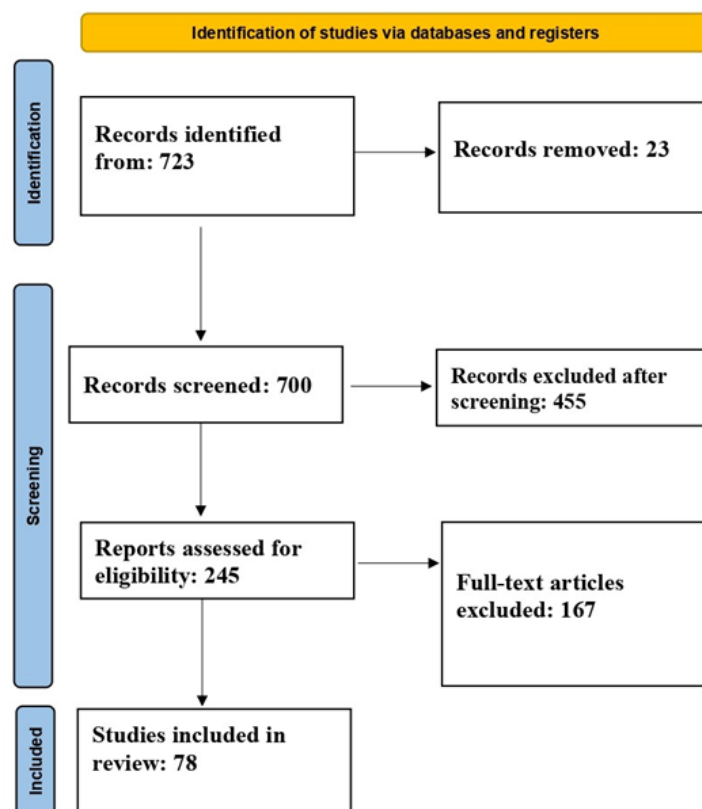 Identification of studies via databases and registers
Identification
Records identified
from: 723
Records removed: 23
Screening
Records screened: 700
Records excluded after
screening: 455
Reports assessed for
eligibility: 245
Full-text articles
excluded: 167
Included
Studies included in
review: 78